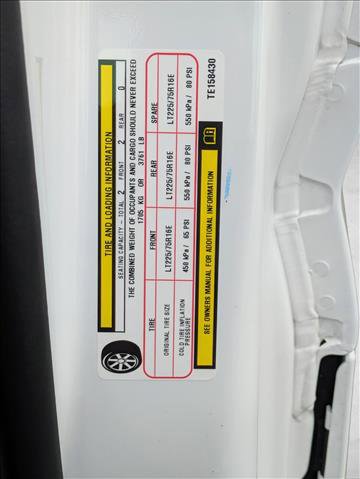 TIRE AND LOADING INFORMATION
SEATING CAPACITY - TOTAL 2 FRONT 2 REAR 0
THE COMBINED WEIGHT OF OCCUPANTS AND CARGO SHOULD NEVER EXCEED
1705 KG OR 3761 LB
TIRE FRONT REAR SPARE
ORIGINAL TIRE SIZE LT225/75R16E LT225/75R16E LT225/75R16E
COLD TIRE INFLATION PRESSURE 450 kPa / 65 PSI 550 kPa / 80 PSI 550 kPa / 80 PSI
SEE OWNERS MANUAL FOR ADDITIONAL INFORMATION
TE158430